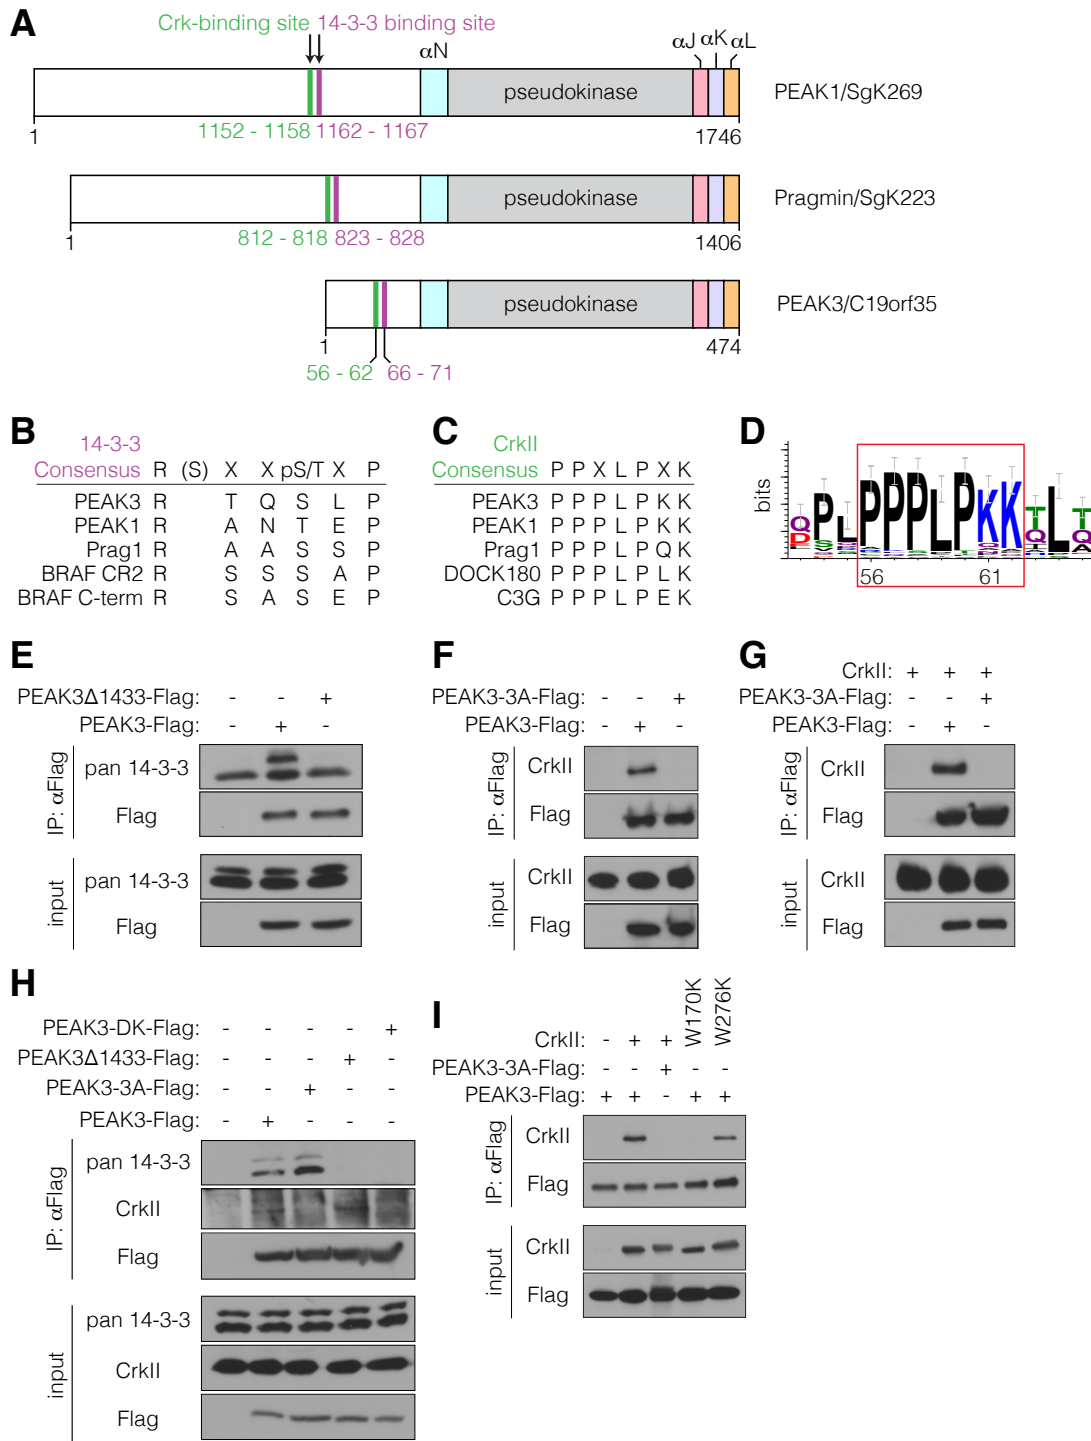 A
Crk-binding site 14-3-3 binding site
αN αJ αK αL
pseudokinase PEAK1/SgK269
1152 - 1158 1162 - 1167
1 1746
pseudokinase Pragmin/SgK223
1 812 - 818 823 - 828 1406
pseudokinase PEAK3/C19orf35
1 474
56 - 62 66 - 71
B
14-3-3
Consensus R (S) X X pS/T X P
PEAK3 R T Q S L P
PEAK1 R A N T E P
Prag1 R A A S S P
BRAF CR2 R S S S A P
BRAF C-term R S A S E P
C
CrkII
Consensus P P X L P X K
PEAK3 P P P L P K K
PEAK1 P P P L P K K
Prag1 P P P L P Q K
DOCK180 P P P L P L K
C3G P P P L P E K
D
bits
PPPLPKK
56 61
E
PEAK3Δ1433-Flag: - - +
PEAK3-Flag: - + -
IP: αFlag
pan 14-3-3
Flag
input
pan 14-3-3
Flag
F
PEAK3-3A-Flag: - - +
PEAK3-Flag: - + -
IP: αFlag
CrkII
Flag
input
CrkII
Flag
G
CrkII: + + +
PEAK3-3A-Flag: - - +
PEAK3-Flag: - + -
IP: αFlag
CrkII
Flag
input
CrkII
Flag
H
PEAK3-DK-Flag: - - - - +
PEAK3Δ1433-Flag: - - - + -
PEAK3-3A-Flag: - - + - -
PEAK3-Flag: - + - - -
IP: αFlag
pan 14-3-3
CrkII
Flag
input
pan 14-3-3
CrkII
Flag
I
CrkII: - + + W170K W276K
PEAK3-3A-Flag: - - + - -
PEAK3-Flag: + + - + +
IP: αFlag
CrkII
Flag
input
CrkII
Flag